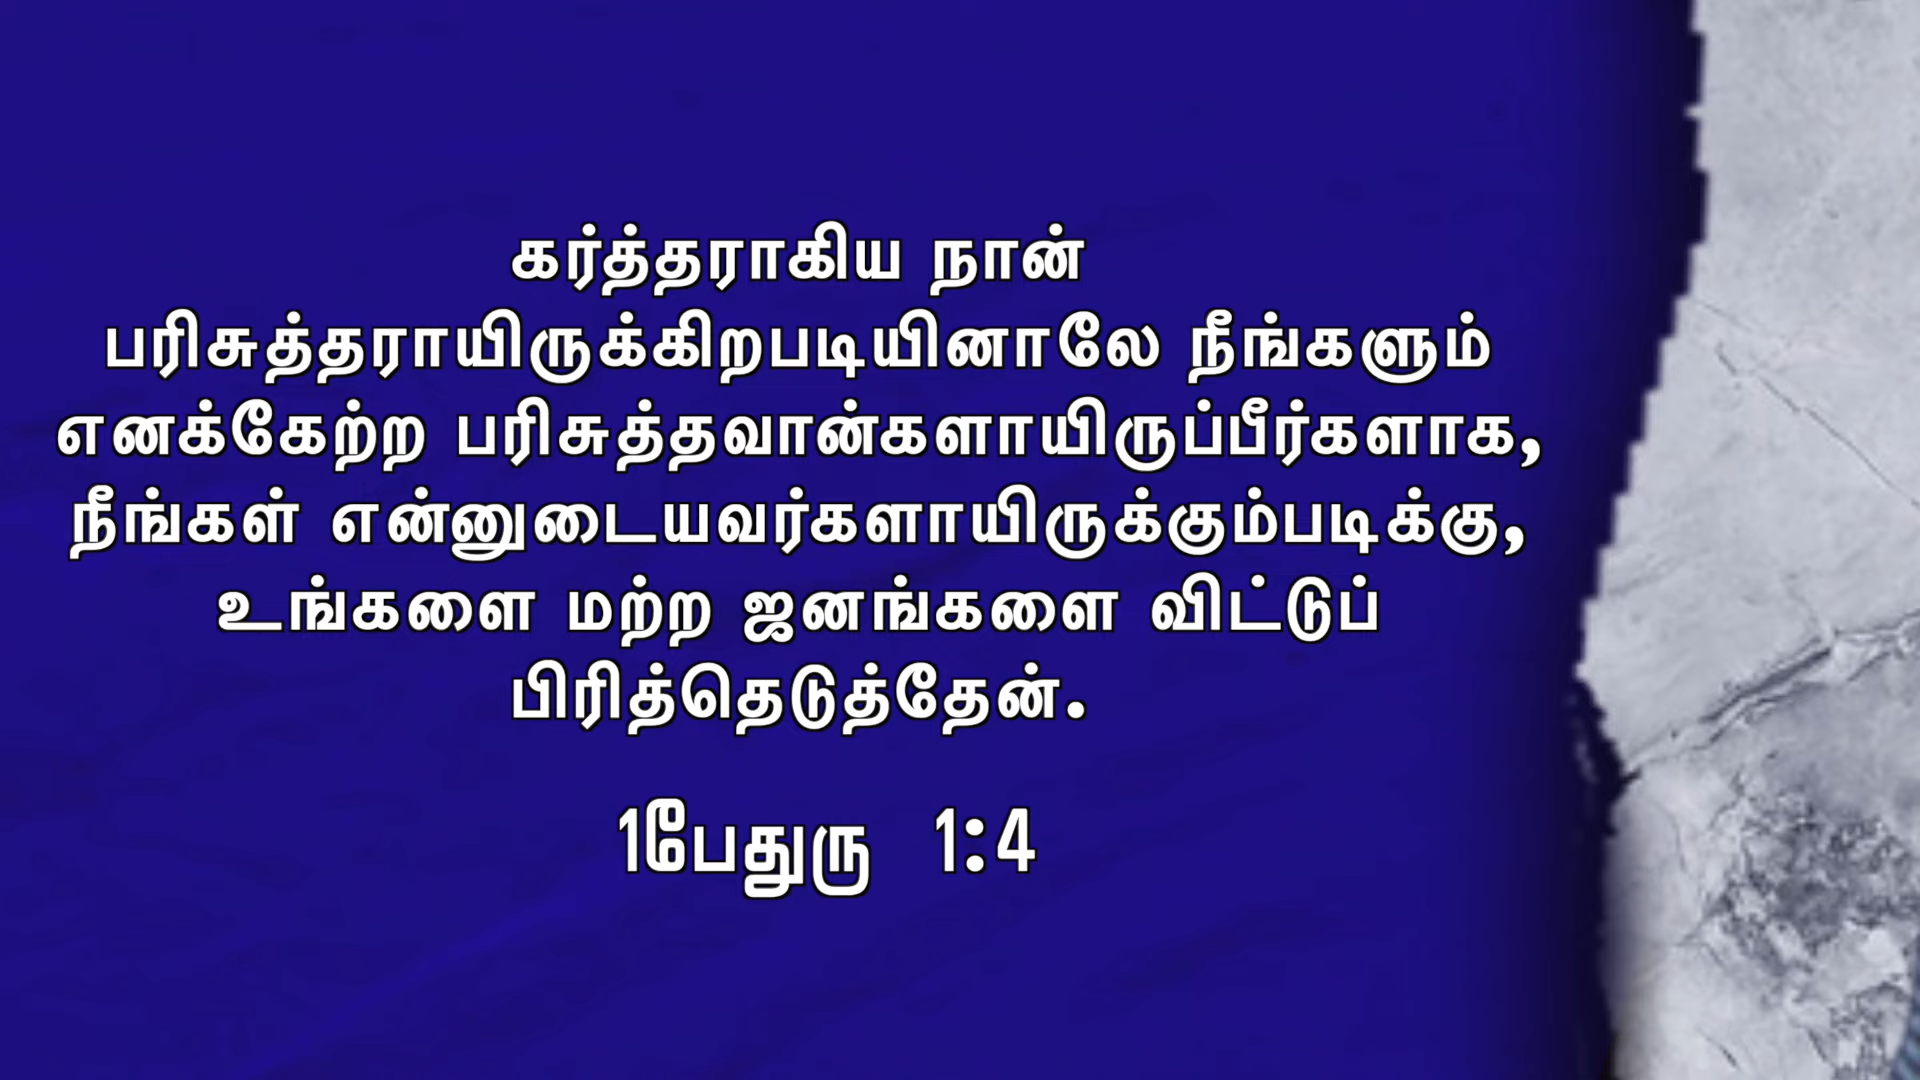 கர்த்தராகிய நான்
பரிசுத்தராயிருக்கிறபடியினாலே நீங்களும்
எனக்கேற்ற பரிசுத்தவான்களாயிருப்பீர்களாக,
நீங்கள் என்னுடையவர்களாயிருக்கும்படிக்கு,
உங்களை மற்ற ஜனங்களை விட்டுப்
பிரித்தெடுத்தேன்.
1பேதுரு 1:4